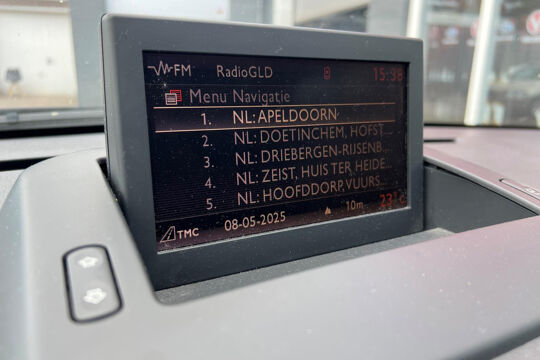 FM RadioGLD 15:98
Menu Navigatie
1. NL: APELDOORN
2. NL: DOETINCHEM, HOFST...
3. NL: DRIEBERGEN-RIJSENB...
4. NL: ZEIST, HUIS TER HEIDE...
5. NL: HOOFDDORP, VUURS...
TMC 08-05-2025 10m 23°C